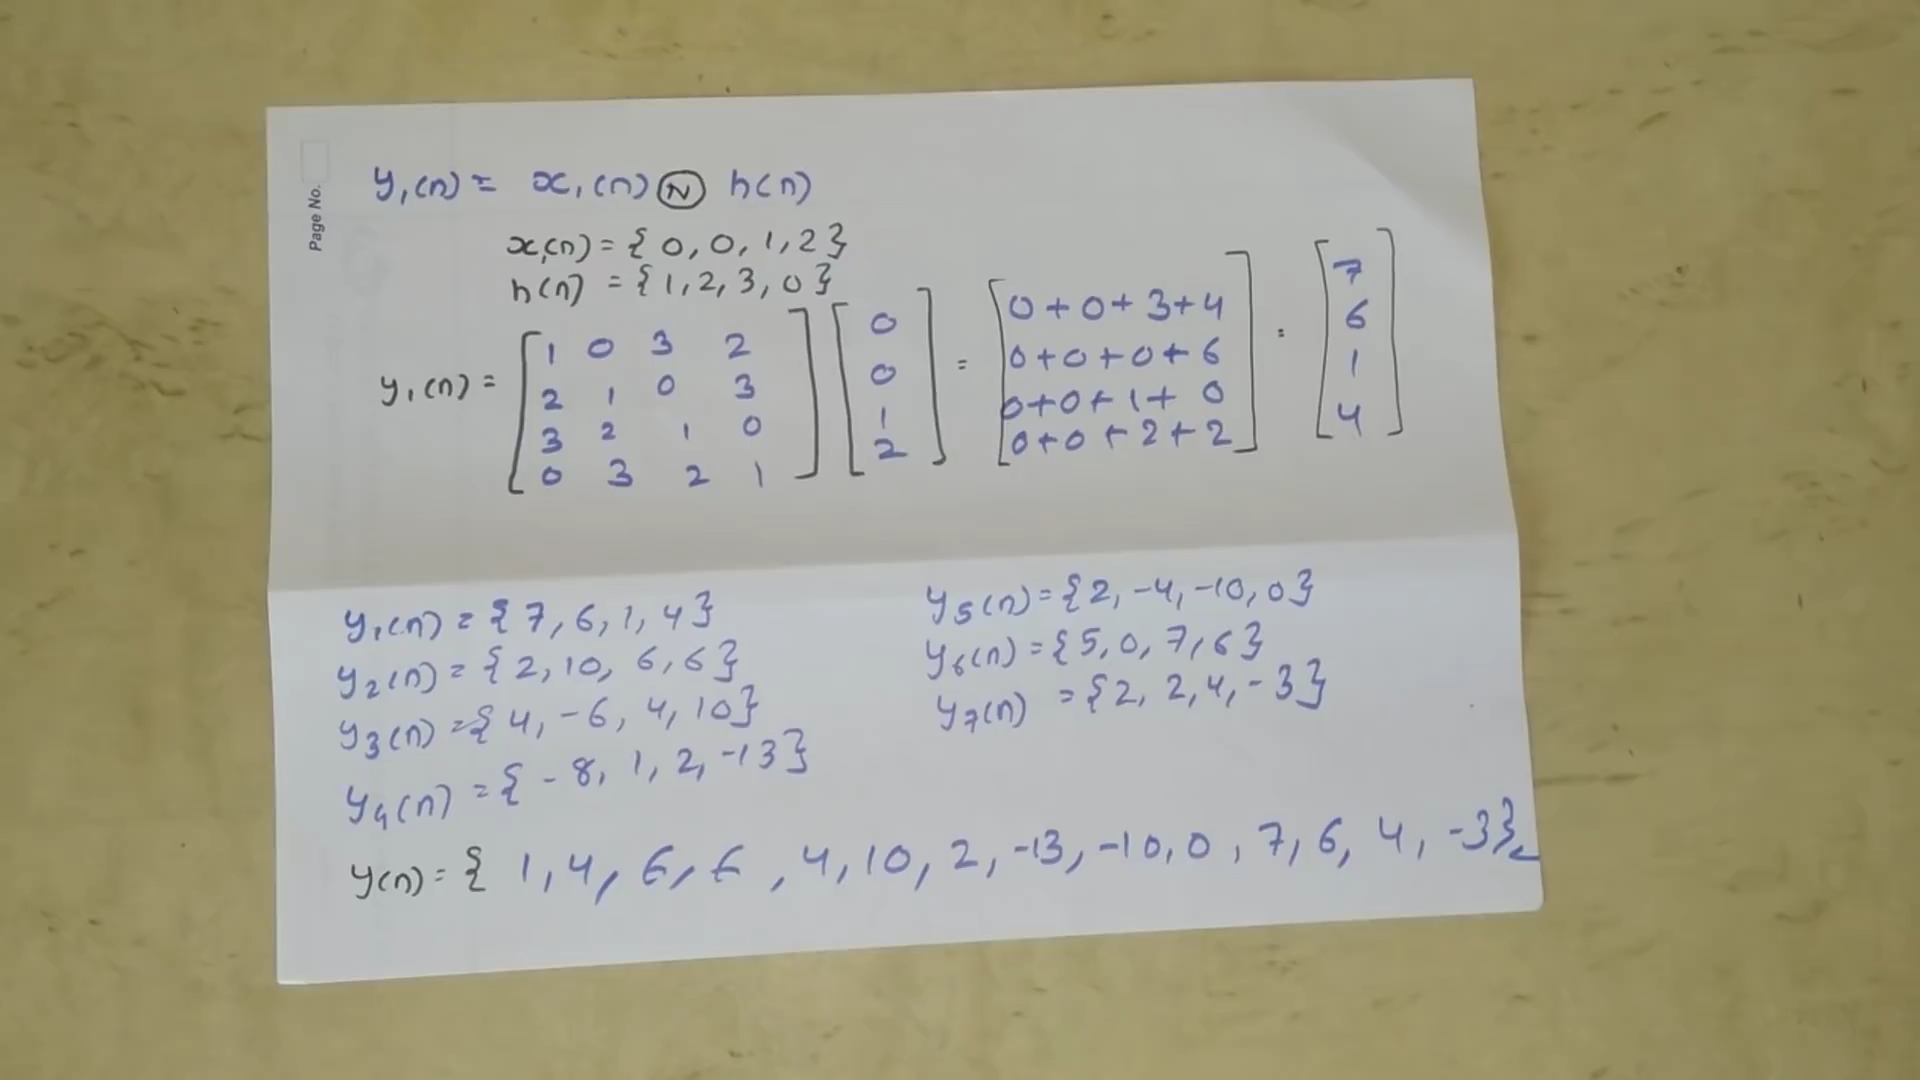 Page No.
y₁(n) = x₁(n) Ⓝ h(n)
x₁(n) = {0, 0, 1, 2}
h(n) = {1, 2, 3, 0}
y₁(n) = [1 0 3 2] [0] = [0+0+3+4] = [7]
[2 1 0 3] [0] [0+0+0+6] [6]
[3 2 1 0] [1] [0+0+1+0] [1]
[0 3 2 1] [2] [0+0+2+2] [4]
y₁(n) = {7, 6, 1, 4}
y₂(n) = {2, 10, 6, 6}
y₃(n) = {4, -6, 4, 10}
y₄(n) = {-8, 1, 2, -13}
y₅(n) = {2, -4, -10, 0}
y₆(n) = {5, 0, 7, 6}
y₇(n) = {2, 2, 4, -3}
y(n) = {1, 4, 6, 6, 4, 10, 2, -13, -10, 0, 7, 6, 4, -3}